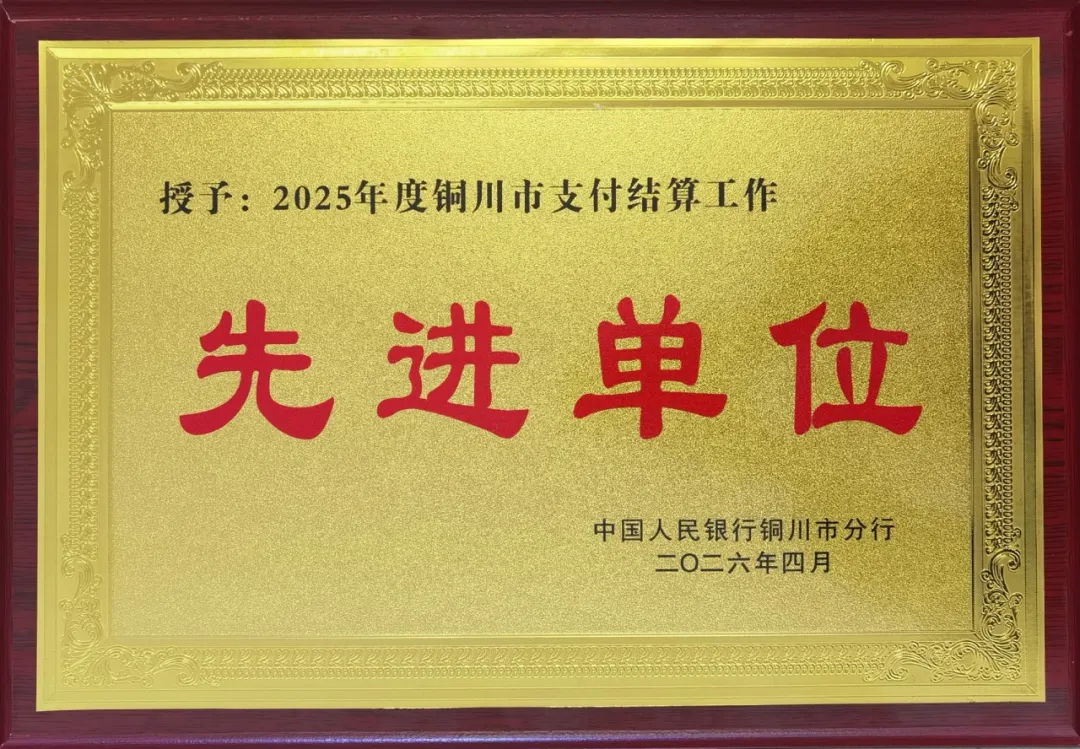 授予：2025年度铜川市支付结算工作
先进单位
中国人民银行铜川市分行
二〇二六年四月